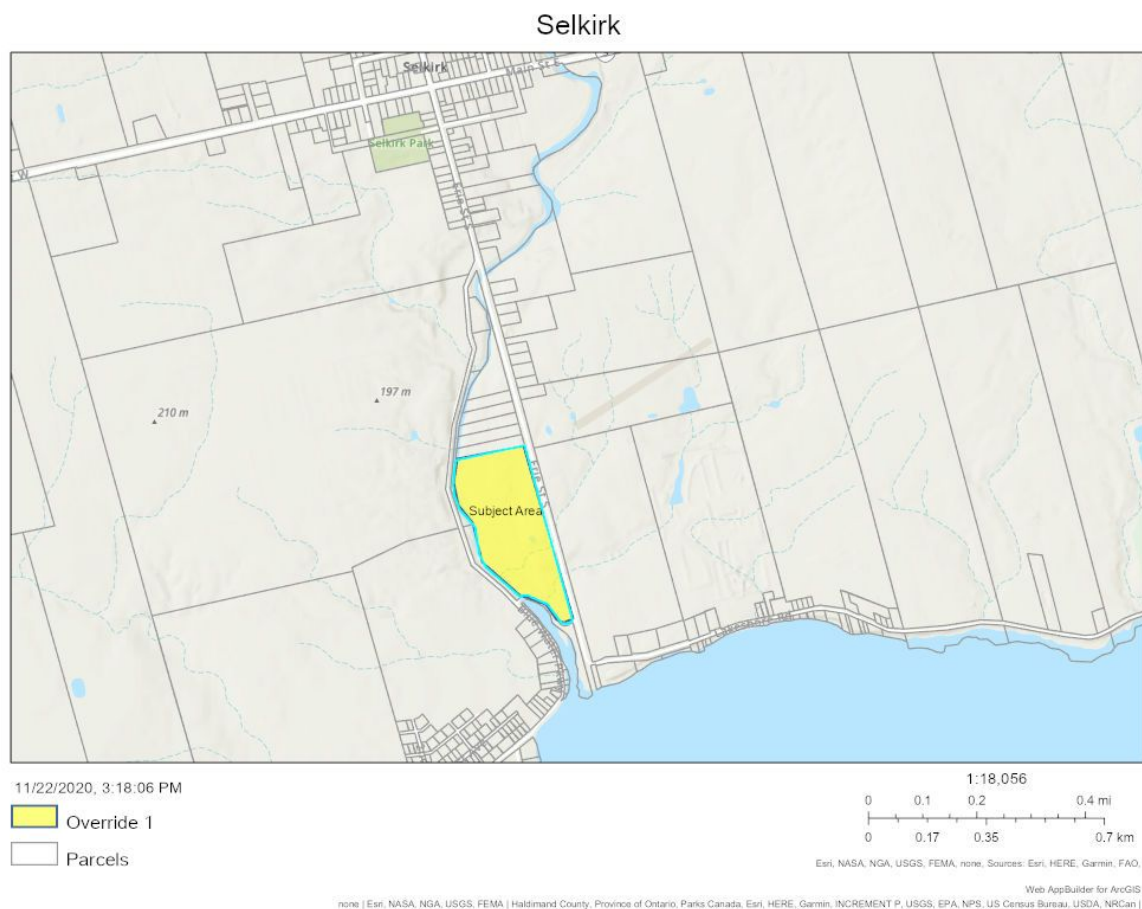 Selkirk
Selkirk
Main St E
Selkirk Park
W
Erie St S
197 m
210 m
Erie St S
Subject Area
11/22/2020, 3:18:06 PM
Override 1
Parcels
1:18,056
0 0.1 0.2 0.4 mi
0 0.17 0.35 0.7 km
Esri, NASA, NGA, USGS, FEMA, none, Sources: Esri, HERE, Garmin, FAO,
Web AppBuilder for ArcGIS
none | Esri, NASA, NGA, USGS, FEMA | Haldimand County, Province of Ontario, Parks Canada, Esri, HERE, Garmin, INCREMENT P, USGS, EPA, NPS, US Census Bureau, USDA, NRCan |